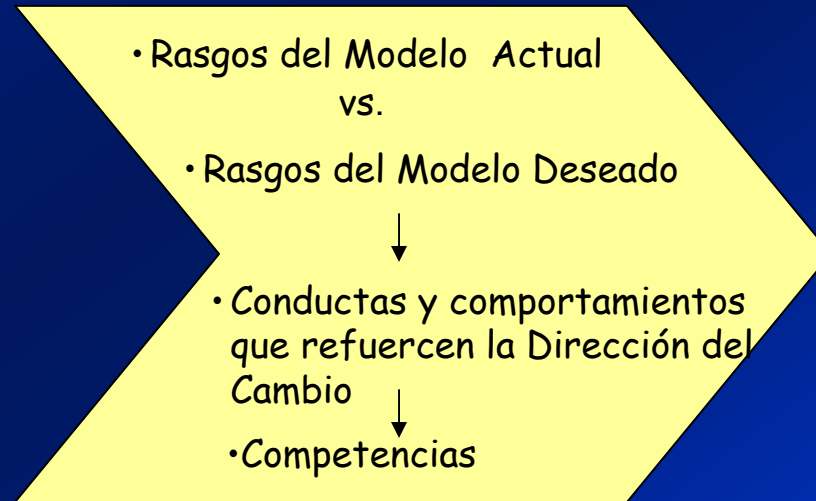 • Rasgos del Modelo Actual
vs.
• Rasgos del Modelo Deseado
• Conductas y comportamientos
que refuercen la Dirección del
Cambio
•Competencias